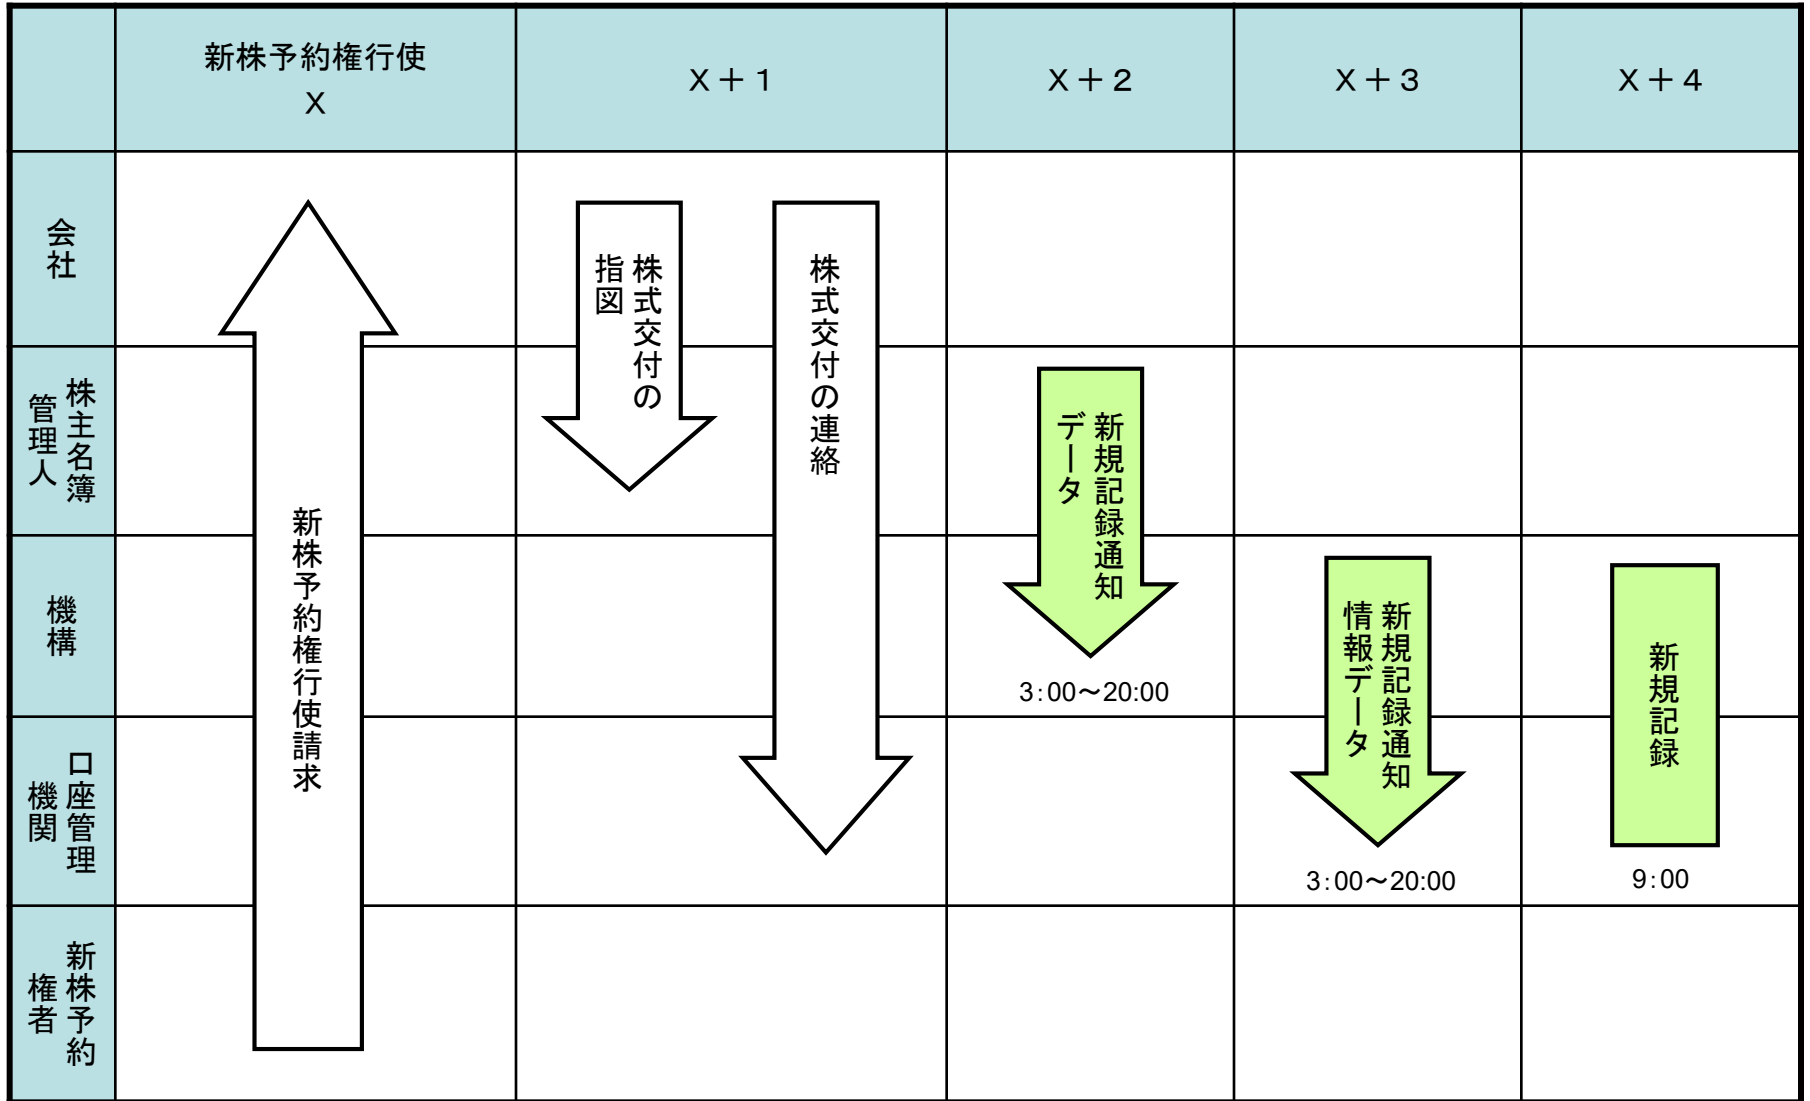 新株予約権行使
X
X+1
X+2
X+3
X+4
会社
株主名簿
管理人
機構
口座管理
機関
新株予約
権者
新株予約権行使請求
株式交付の
指図
株式交付の連絡
新規記録通知
データ
3:00～20:00
新規記録通知
情報データ
3:00～20:00
新規記録
9:00